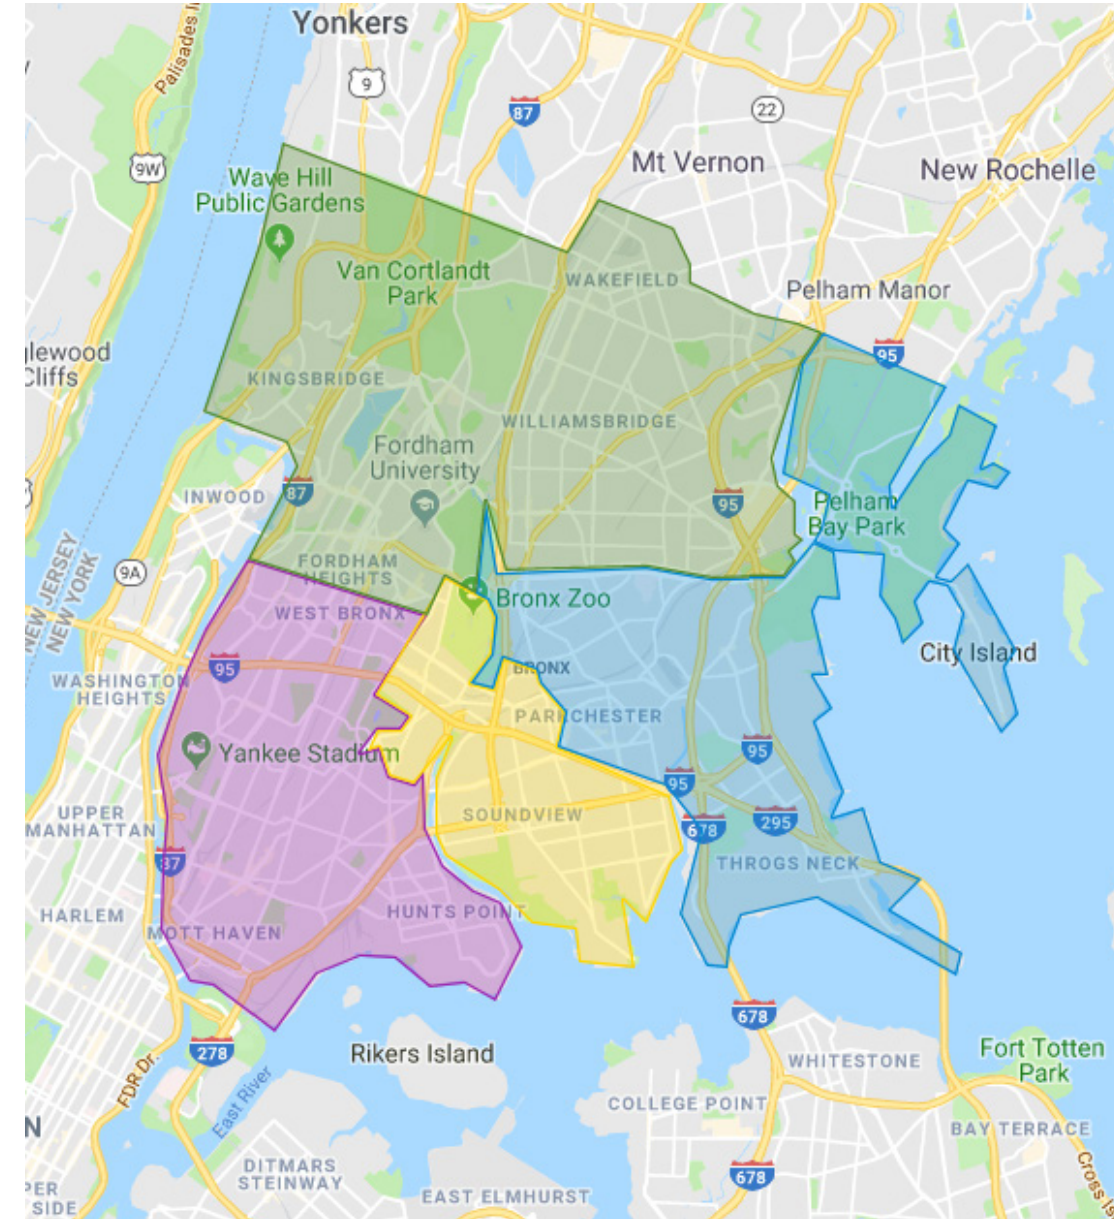 Yonkers
Palisades I
9
87
22
9W
Mt Vernon
New Rochelle
Wave Hill
Public Gardens
Van Cortlandt
Park
WAKEFIELD
Pelham Manor
glewood
Cliffs
95
KINGSBRIDGE
WILLIAMSBRIDGE
Fordham
University
INWOOD
87
95
Pelham
Bay Park
NEW JERSEY
NEW YORK
9A
FORDHAM
HEIGHTS
Bronx Zoo
WEST BRONX
City Island
95
BRONX
WASHINGTON
HEIGHTS
PARKCHESTER
Yankee Stadium
95
95
UPPER
MANHATTAN
SOUNDVIEW
678
295
87
THROGS NECK
HARLEM
HUNTS POINT
MOTT HAVEN
678
278
Rikers Island
WHITESTONE
Fort Totten
Park
FDR Dr.
East River
COLLEGE POINT
N
BAY TERRACE
DITMARS
STEINWAY
678
Cross Is
PER
SIDE
EAST ELMHURST